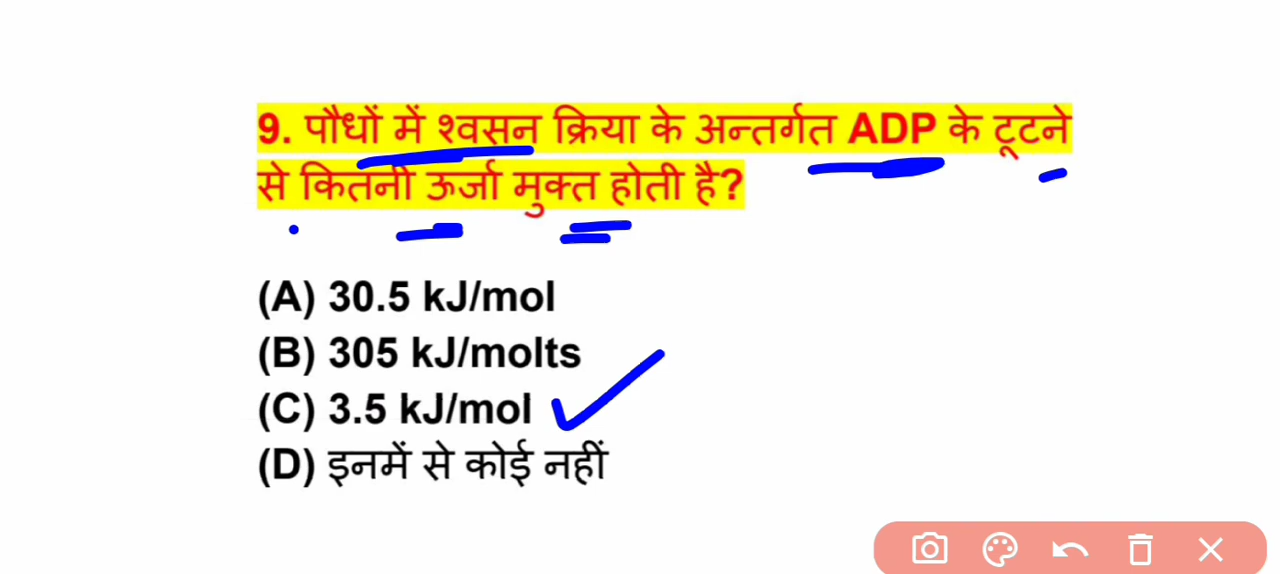 9. पौधों में श्वसन क्रिया के अन्तर्गत ADP के टूटने
से कितनी ऊर्जा मुक्त होती है?
(A) 30.5 kJ/mol
(B) 305 kJ/molts
(C) 3.5 kJ/mol
(D) इनमें से कोई नहीं